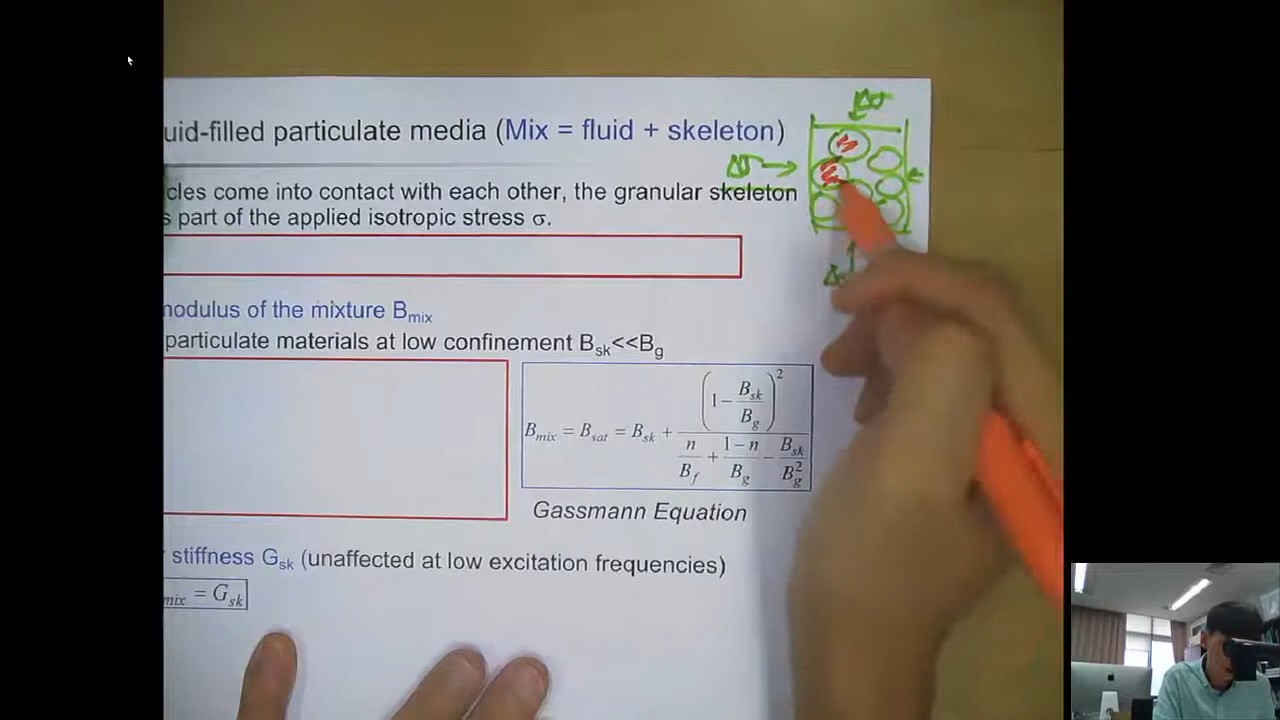 Δσ
uid-filled particulate media (Mix = fluid + skeleton)
Δσ
cles come into contact with each other, the granular skeleton
s part of the applied isotropic stress σ.
nodulus of the mixture B_mix
particulate materials at low confinement B_sk<<B_g
B_mix = B_sat = B_sk + (1 - B_sk/B_g)^2 / (n/B_f + (1-n)/B_g - B_sk/B_g^2)
Gassmann Equation
stiffness G_sk (unaffected at low excitation frequencies)
mix = G_sk